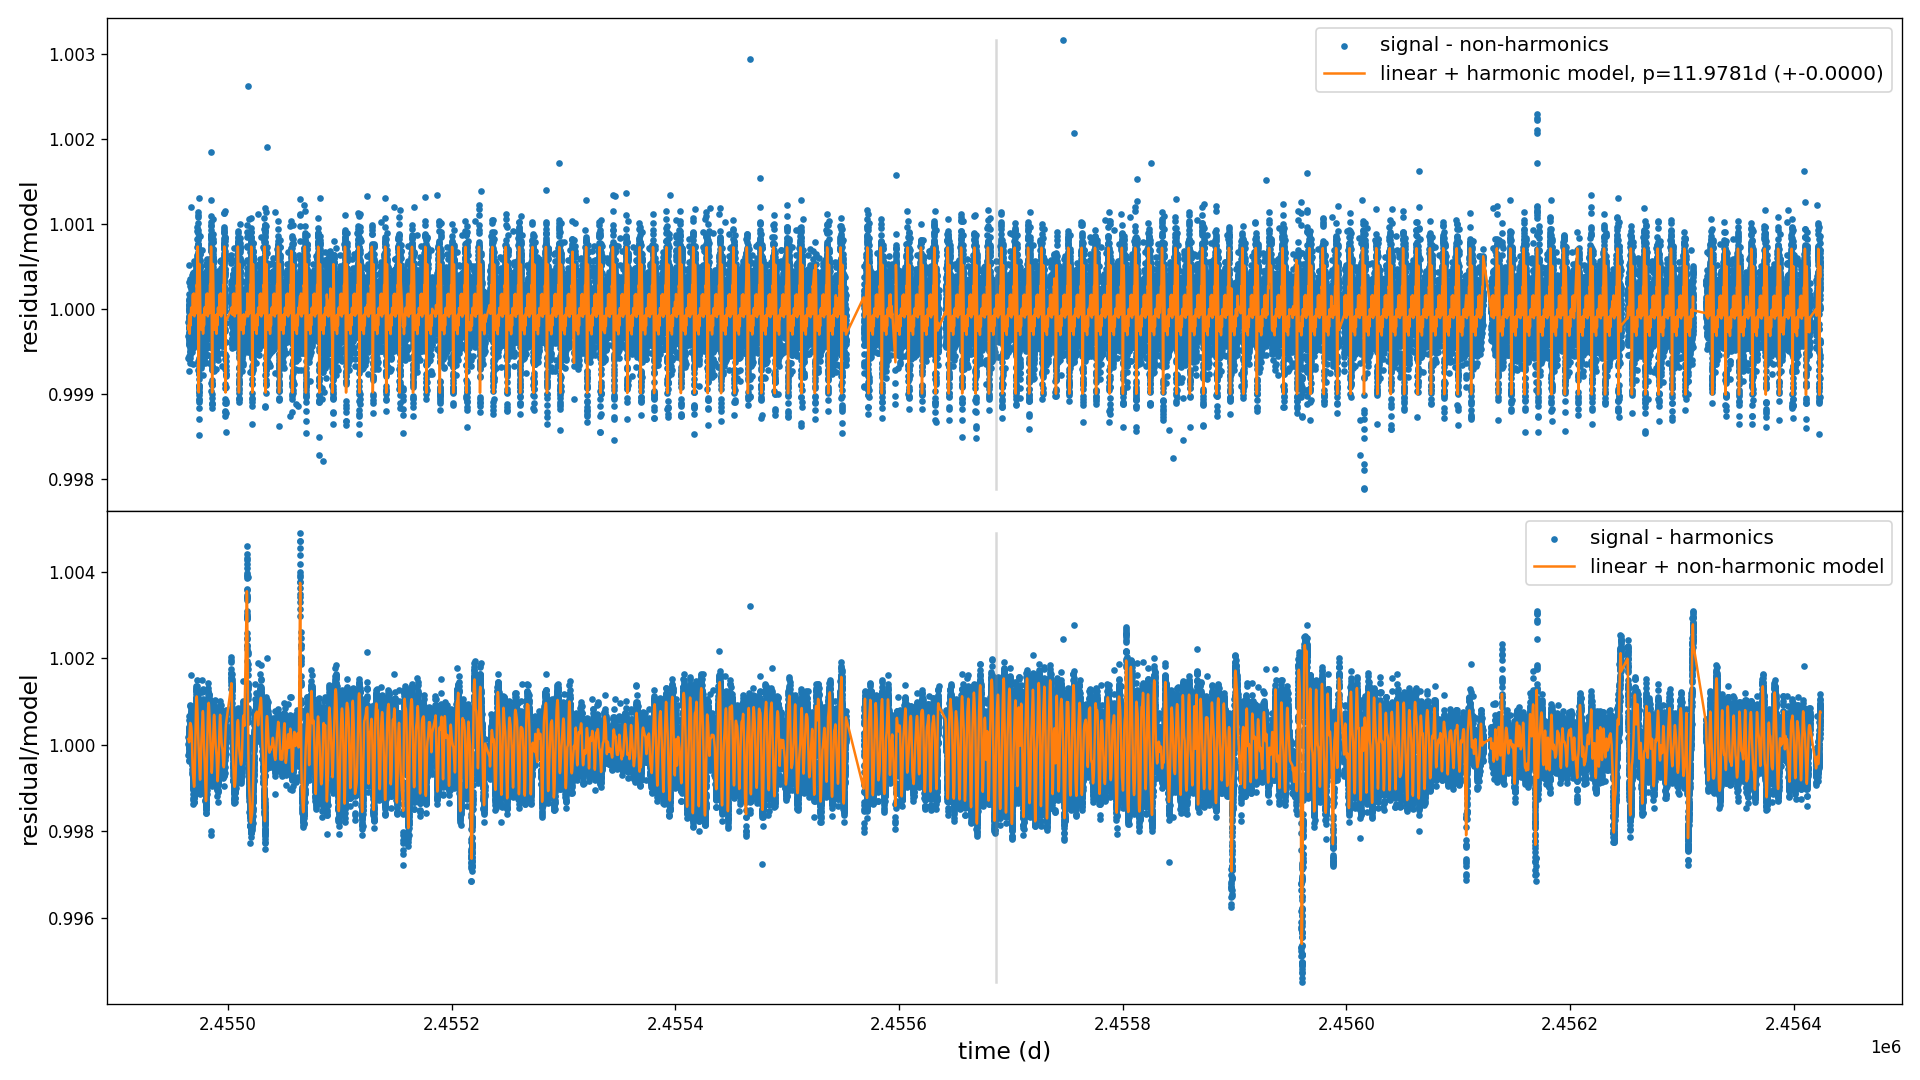 signal - non-harmonics
linear + harmonic model, p=11.9781d (+-0.0000)
1.003
1.002
1.001
1.000
0.999
0.998
residual/model
signal - harmonics
linear + non-harmonic model
1.004
1.002
1.000
0.998
0.996
residual/model
2.4550
2.4552
2.4554
2.4556
2.4558
2.4560
2.4562
2.4564
1e6
time (d)